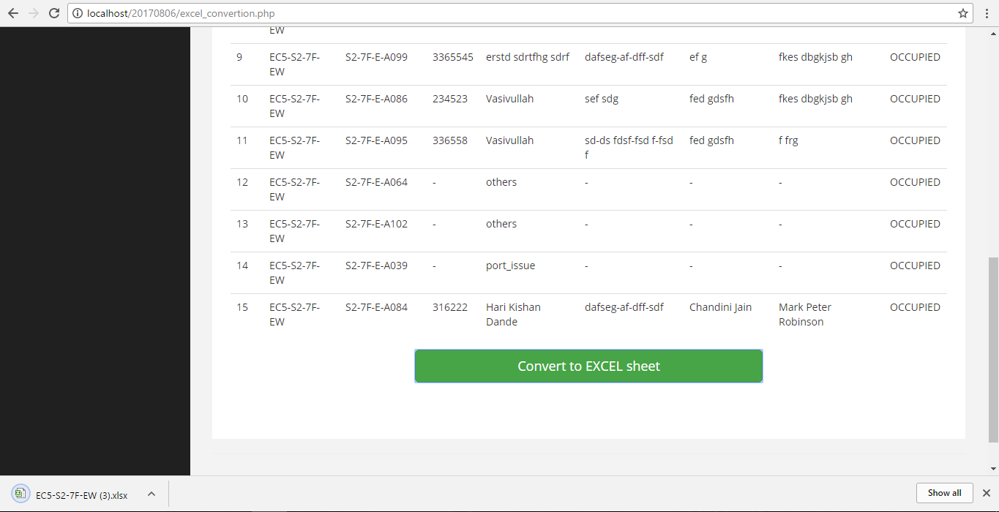 localhost/20170806/excel_convertion.php
EW
9 EC5-S2-7F- S2-7F-E-A099 3365545 erstd sdrtfhg sdrf dafseg-af-dff-sdf ef g fkes dbgkjsb gh OCCUPIED
EW
10 EC5-S2-7F- S2-7F-E-A086 234523 Vasivullah sef sdg fed gdsfh fkes dbgkjsb gh OCCUPIED
EW
11 EC5-S2-7F- S2-7F-E-A095 336558 Vasivullah sd-ds fdsf-fsd f-fsd fed gdsfh f frg OCCUPIED
EW f
12 EC5-S2-7F- S2-7F-E-A064 - others - - - OCCUPIED
EW
13 EC5-S2-7F- S2-7F-E-A102 - others - - - OCCUPIED
EW
14 EC5-S2-7F- S2-7F-E-A039 - port_issue - - - OCCUPIED
EW
15 EC5-S2-7F- S2-7F-E-A084 316222 Hari Kishan dafseg-af-dff-sdf Chandini Jain Mark Peter OCCUPIED
EW Dande Robinson
Convert to EXCEL sheet
EC5-S2-7F-EW (3).xlsx Show all